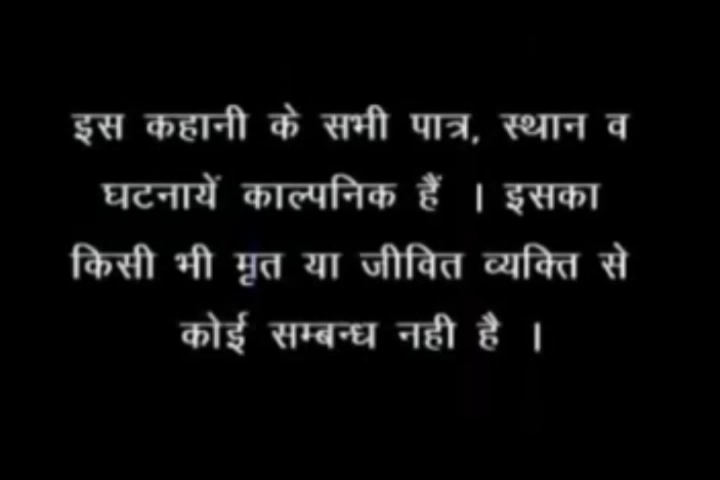 इस कहानी के सभी पात्र, स्थान व
घटनायें काल्पनिक हैं ।  इसका
किसी भी मृत या जीवित व्यक्ति से
कोई सम्बन्ध नही है ।